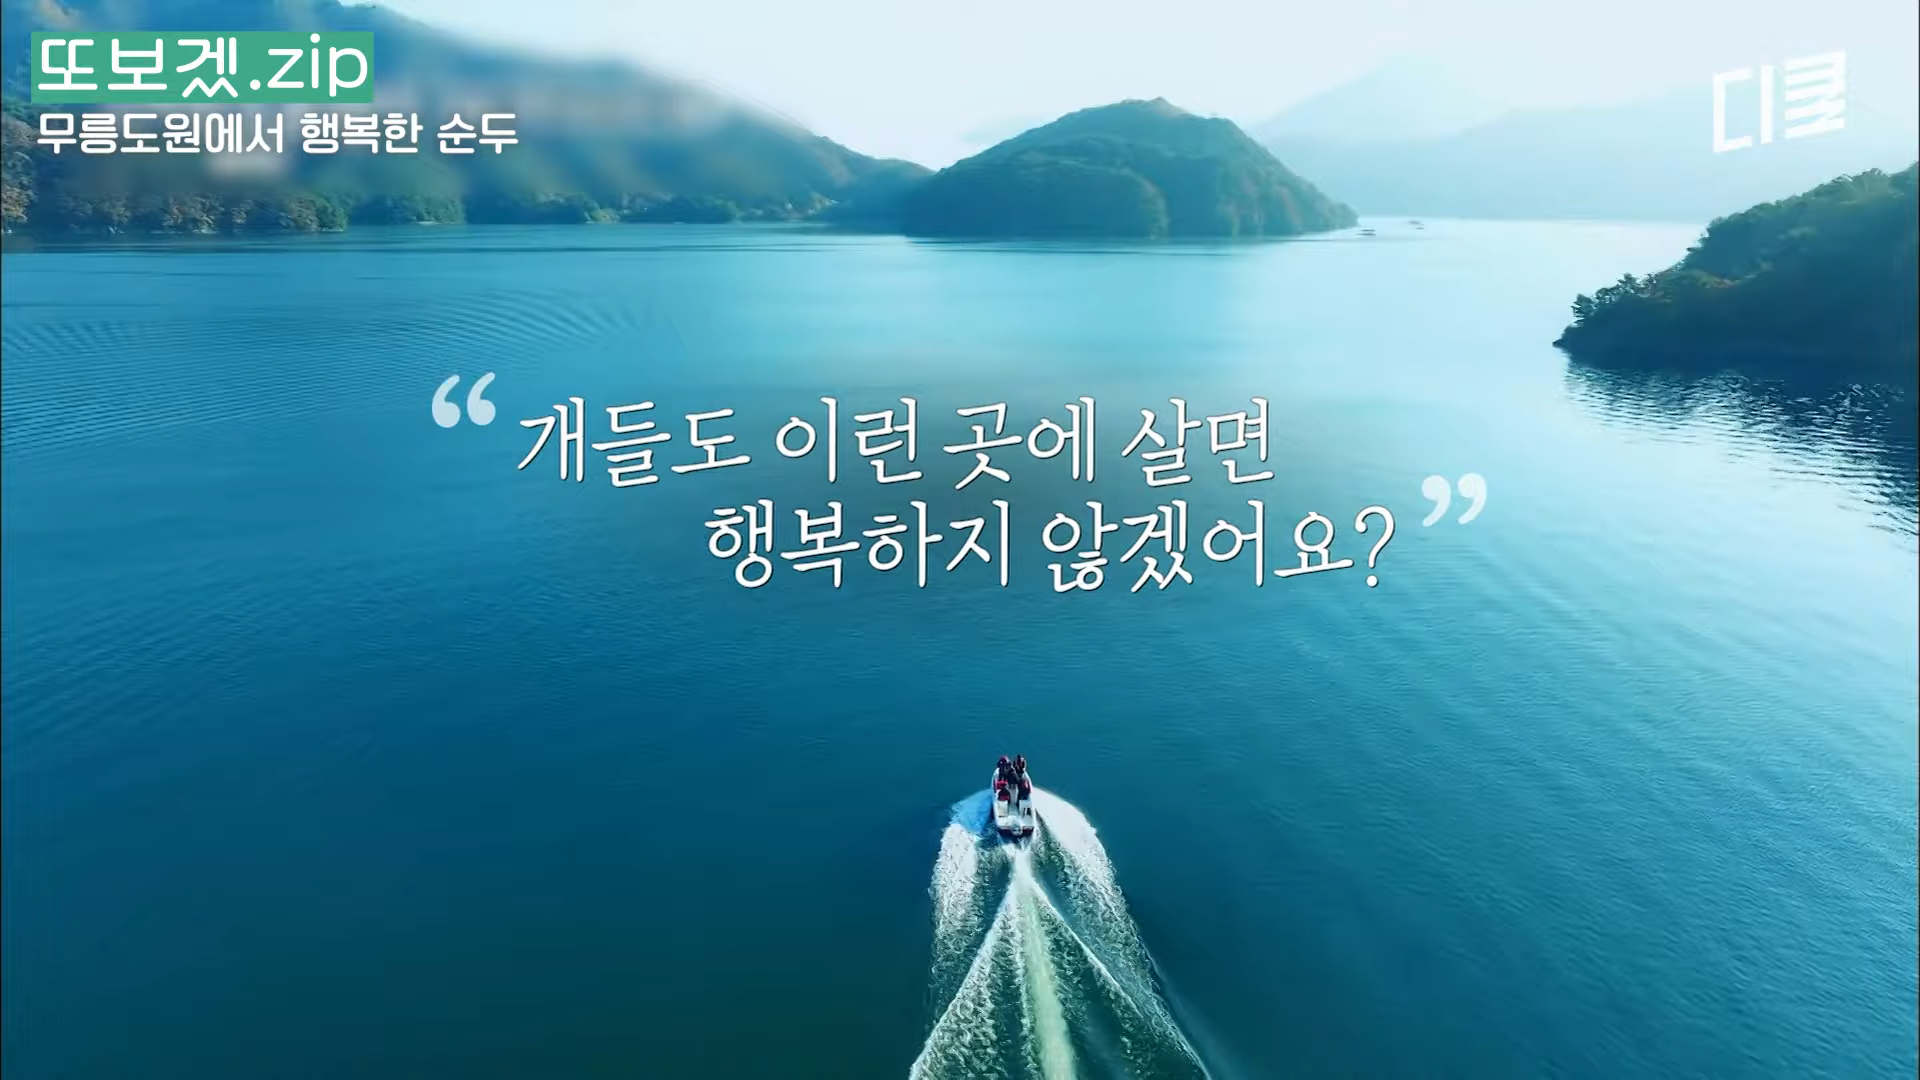 또보겠.zip
무릉도원에서 행복한 순두
디클
“개들도 이런 곳에 살면
행복하지 않겠어요?”